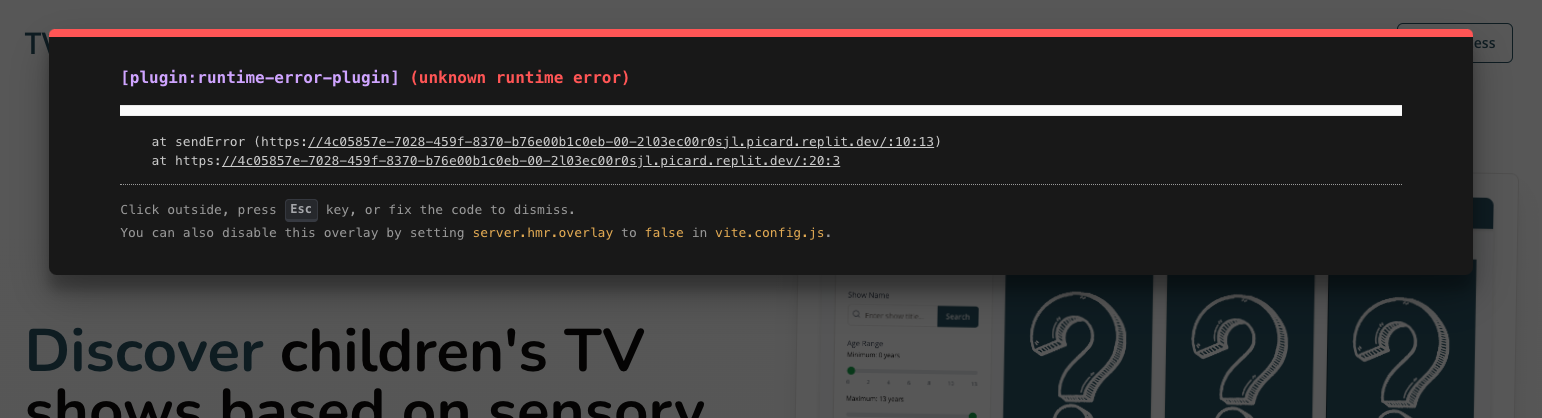 TV
ess
[plugin:runtime-error-plugin] (unknown runtime error)
at sendError (https://4c05857e-7028-459f-8370-b76e00b1c0eb-00-2l03ec00r0sjl.picard.replit.dev/:10:13)
at https://4c05857e-7028-459f-8370-b76e00b1c0eb-00-2l03ec00r0sjl.picard.replit.dev/:20:3
Click outside, press Esc key, or fix the code to dismiss.
You can also disable this overlay by setting server.hmr.overlay to false in vite.config.js.
Show Name
Enter show title...
Search
Age Range
Minimum: 0 years
0 2 4 6 8 10 13
Maximum: 13 years
? ? ?
Discover children's TV
shows based on sensory